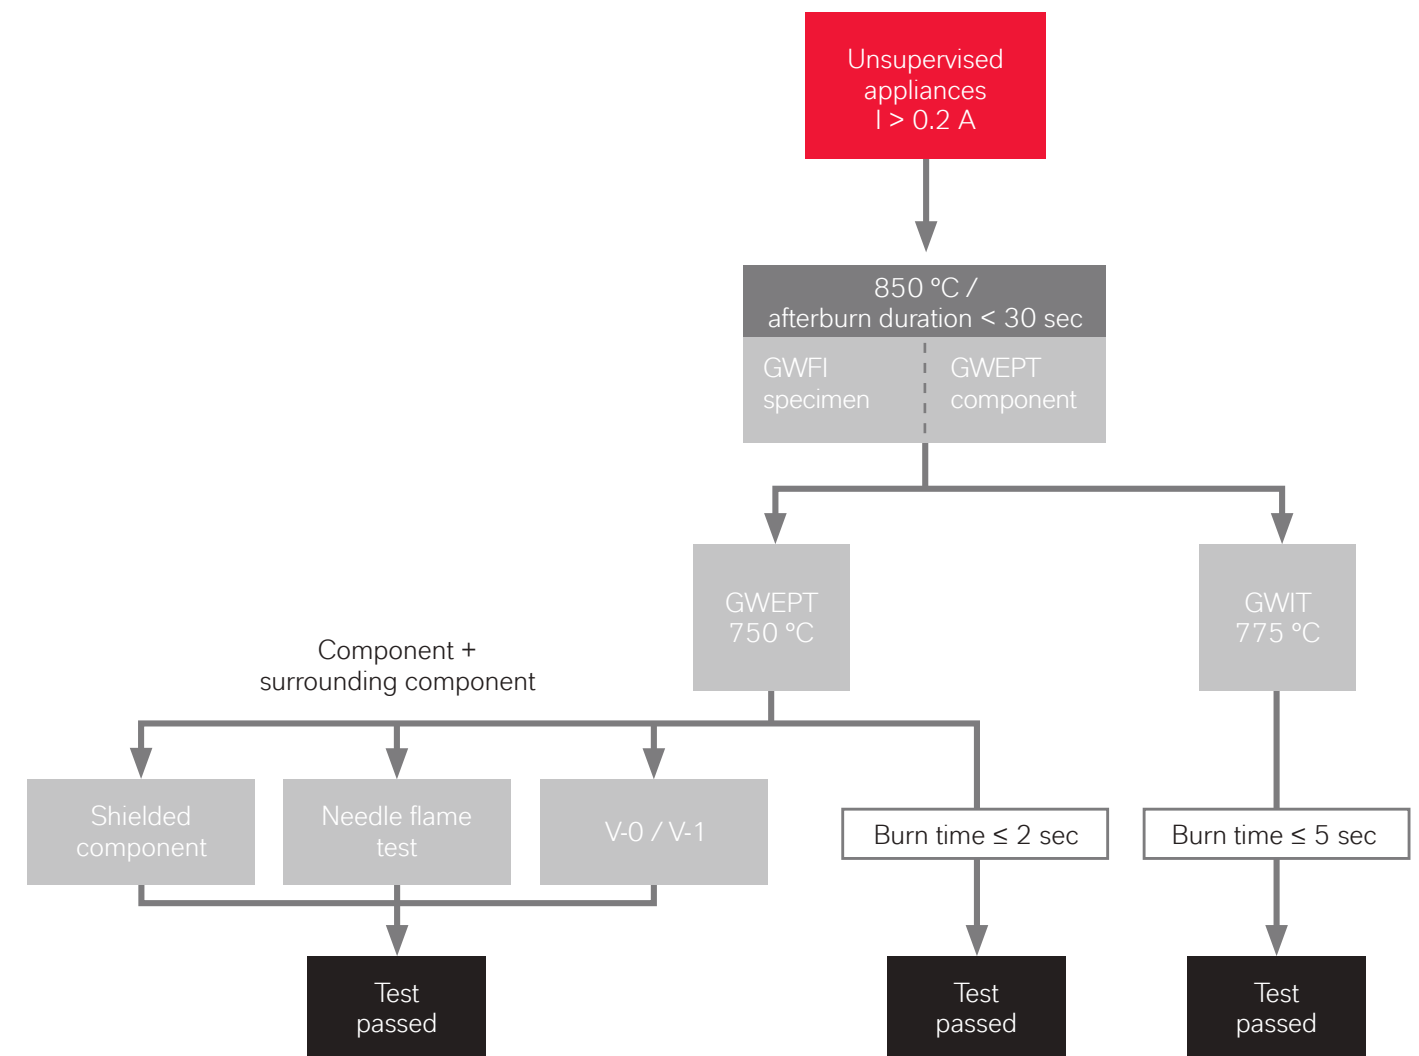 Unsupervised
appliances
I > 0.2 A
850 °C /
afterburn duration < 30 sec
GWFI
specimen
GWEPT
component
GWEPT
750 °C
GWIT
775 °C
Component +
surrounding component
Shielded
component
Needle flame
test
V-0 / V-1
Burn time ≤ 2 sec
Burn time ≤ 5 sec
Test
passed
Test
passed
Test
passed